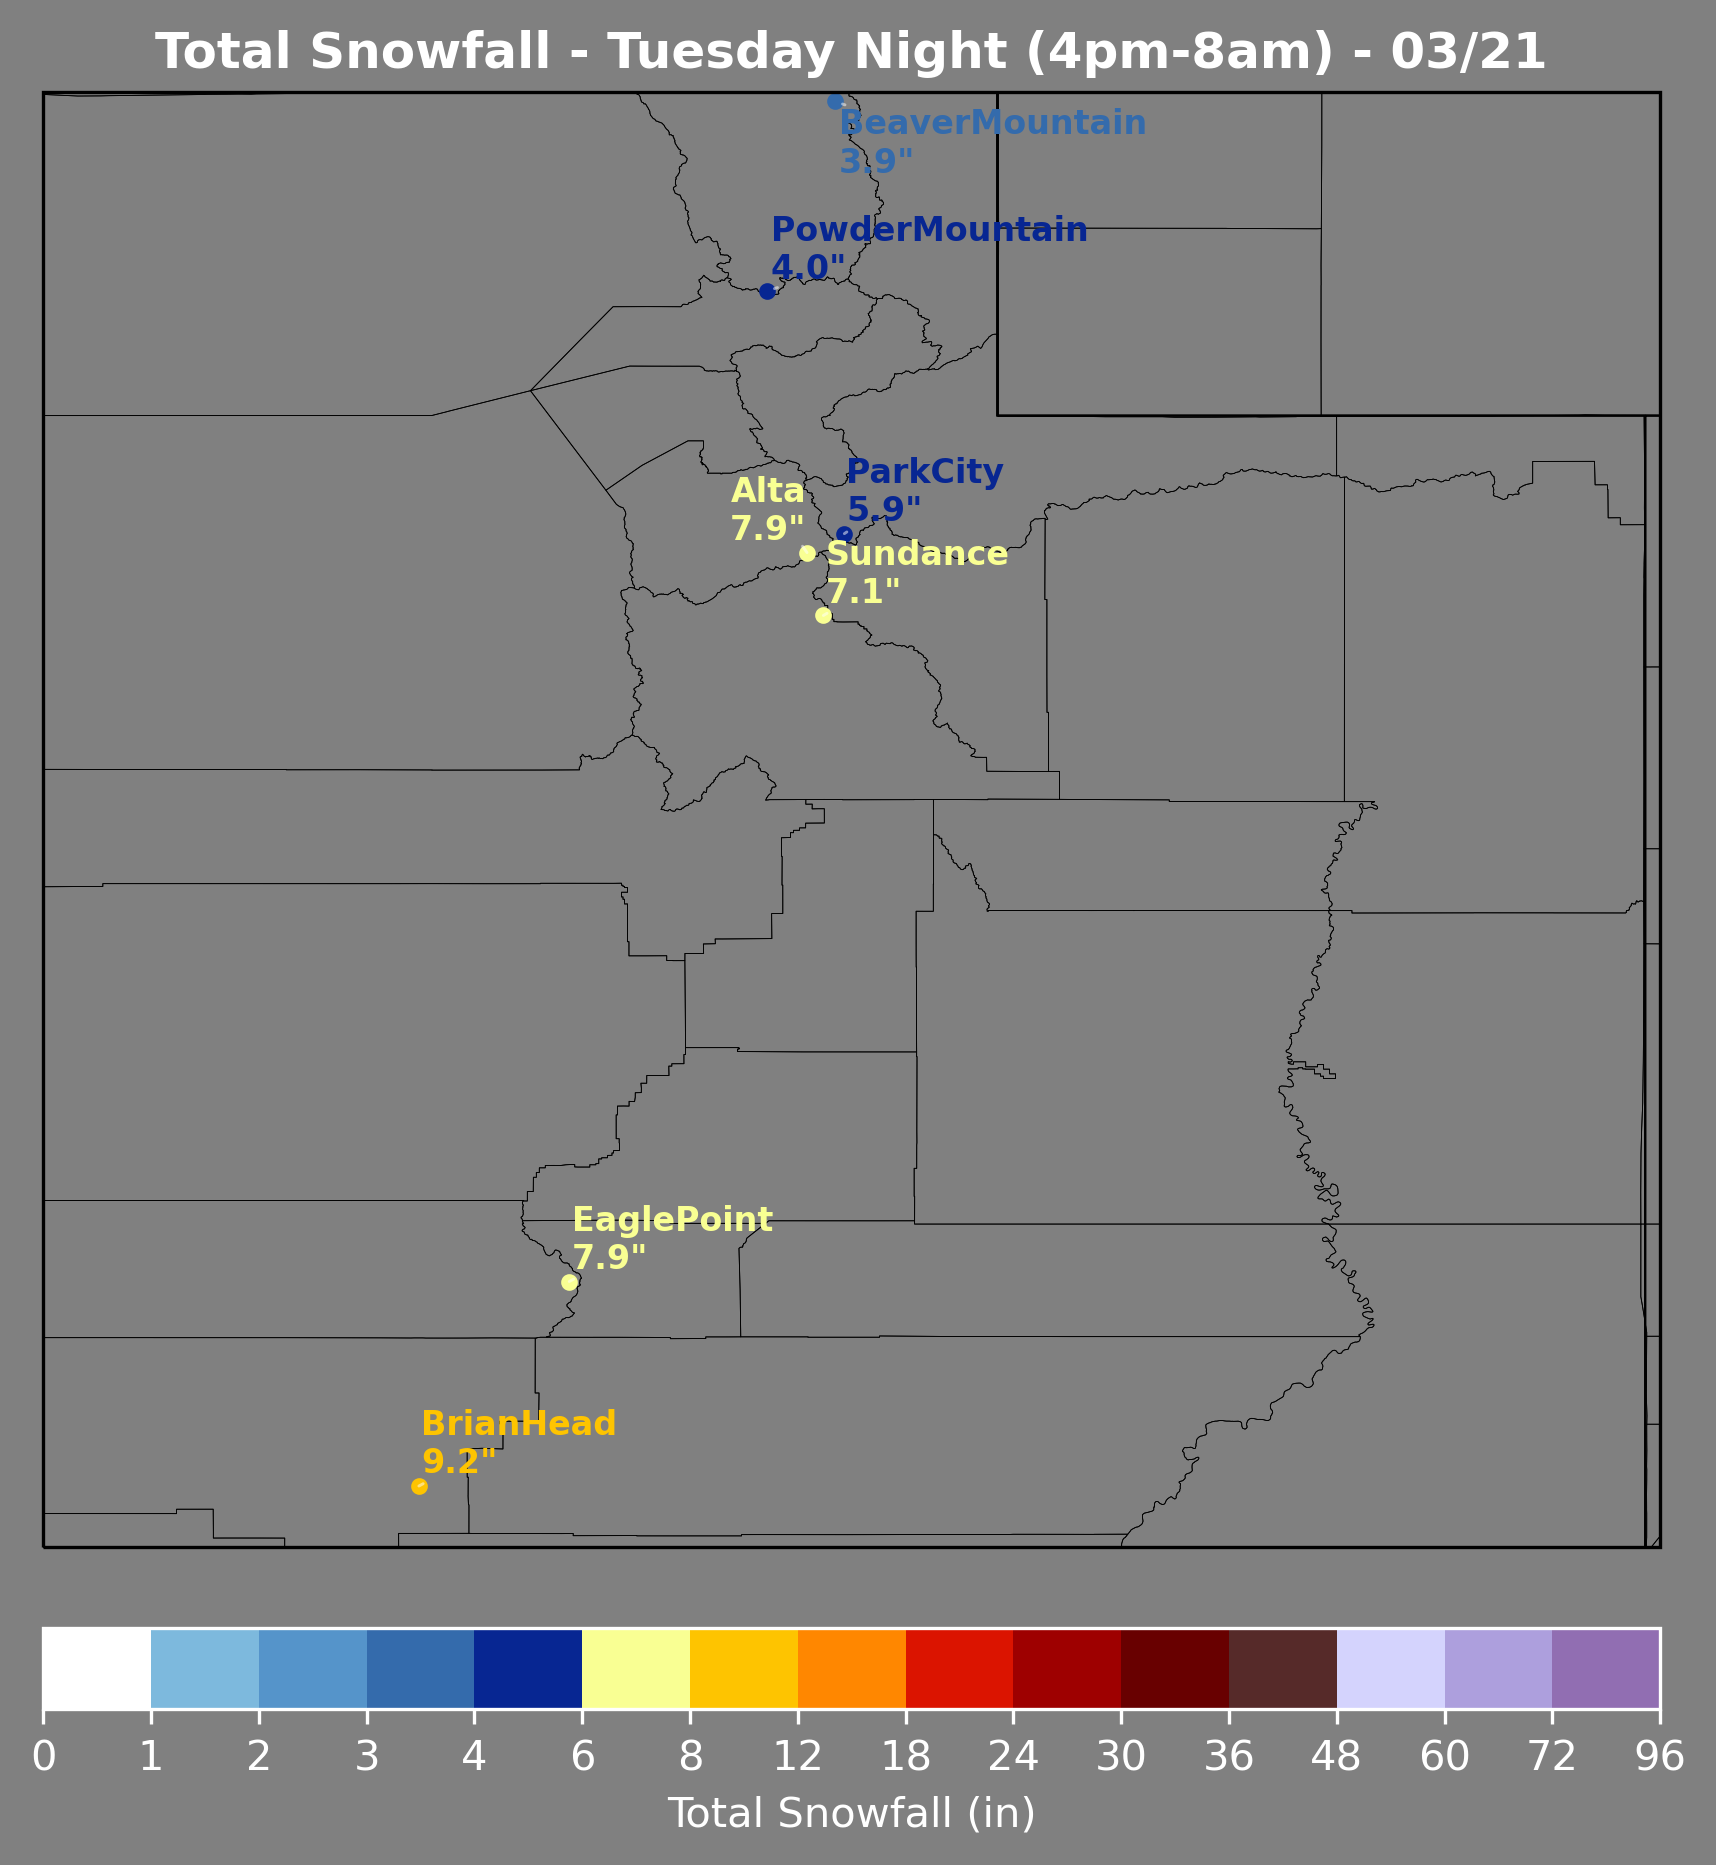 Total Snowfall - Tuesday Night (4pm-8am) - 03/21
BeaverMountain
3.9"
PowderMountain
4.0"
ParkCity
5.9"
Alta
7.9"
Sundance
7.1"
EaglePoint
7.9"
BrianHead
9.2"
0 1 2 3 4 6 8 12 18 24 30 36 48 60 72 96
Total Snowfall (in)